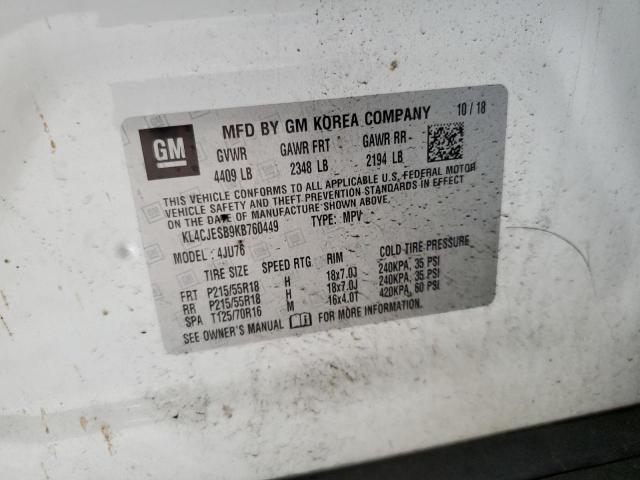 GM
MFD BY GM KOREA COMPANY 10 / 18
GVWR GAWR FRT GAWR RR
4409 LB 2348 LB 2194 LB
THIS VEHICLE CONFORMS TO ALL APPLICABLE U.S. FEDERAL MOTOR
VEHICLE SAFETY AND THEFT PREVENTION STANDARDS IN EFFECT
ON THE DATE OF MANUFACTURE SHOWN ABOVE.
KL4CJESB9KB760449 TYPE: MPV
MODEL : 4JU76
TIRE SIZE SPEED RTG RIM COLD TIRE PRESSURE
FRT P215/55R18 H 18x7.0J 240KPA, 35 PSI
RR P215/55R18 H 18x7.0J 240KPA, 35 PSI
SPA T125/70R16 M 16x4.0T 420KPA, 60 PSI
SEE OWNER'S MANUAL FOR MORE INFORMATION.